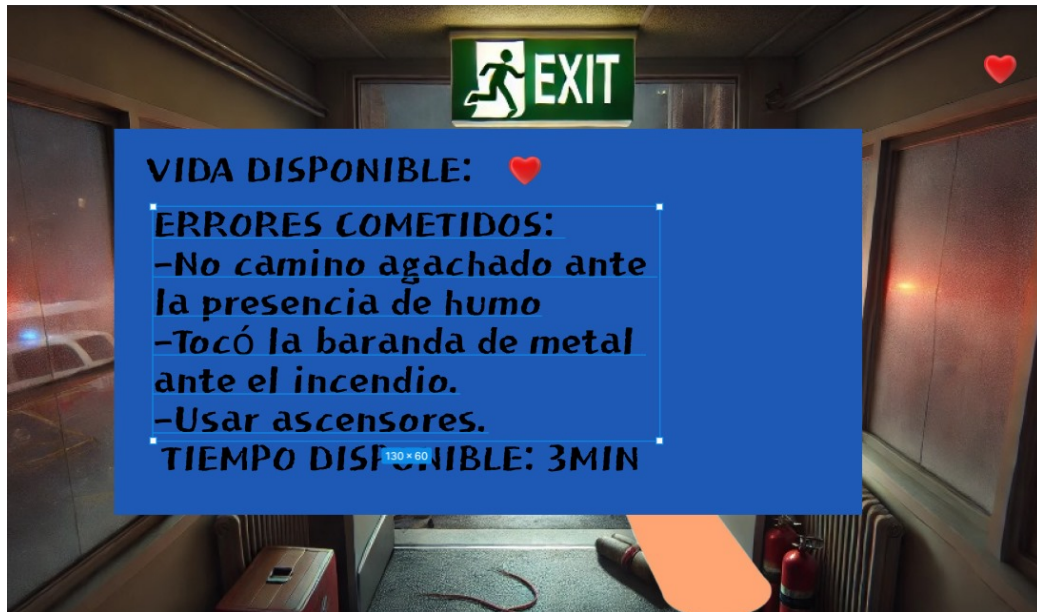 EXIT
VIDA DISPONIBLE:
ERRORES COMETIDOS:
-No camino agachado ante
la presencia de humo
-Tocó la baranda de metal
ante el incendio.
-Usar ascensores.
TIEMPO DISPONIBLE: 3MIN
130 × 60